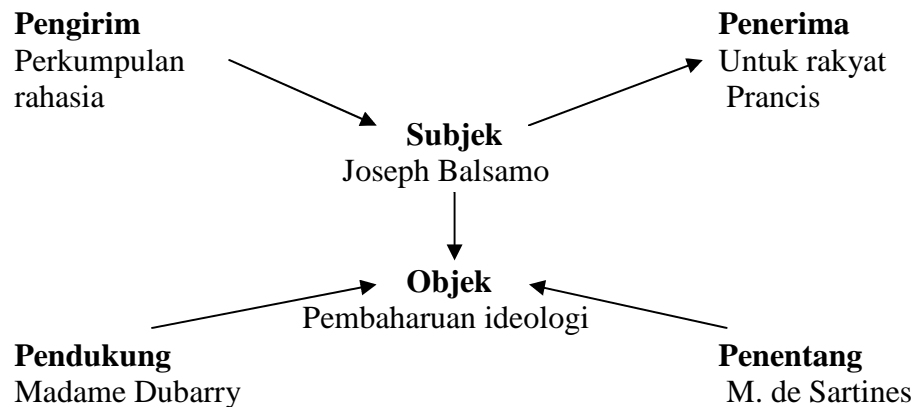 Pengirim
Perkumpulan
rahasia
Penerima
Untuk rakyat
Prancis
Subjek
Joseph Balsamo
Objek
Pembaharuan ideologi
Pendukung
Madame Dubarry
Penentang
M. de Sartines